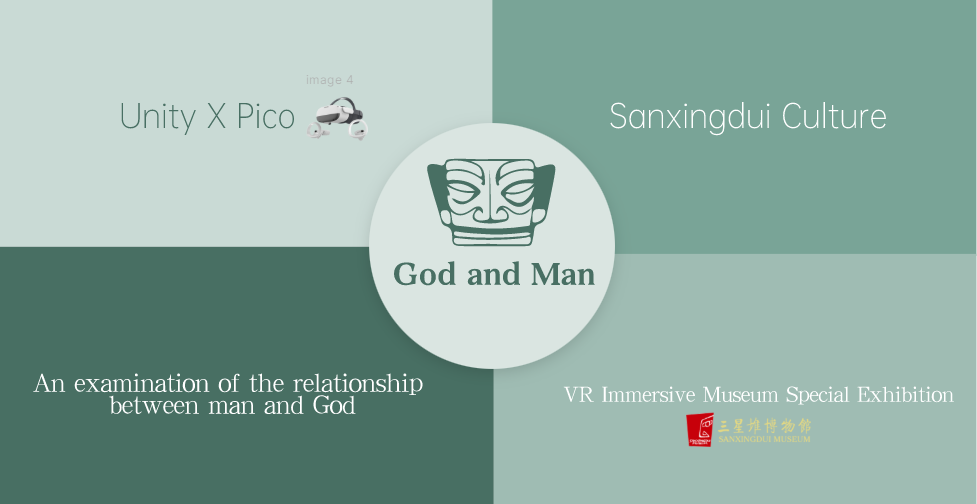 image 4
Unity X Pico
Sanxingdui Culture
God and Man
An examination of the relationship
between man and God
VR Immersive Museum Special Exhibition
三星堆博物館
SANXINGDUI MUSEUM